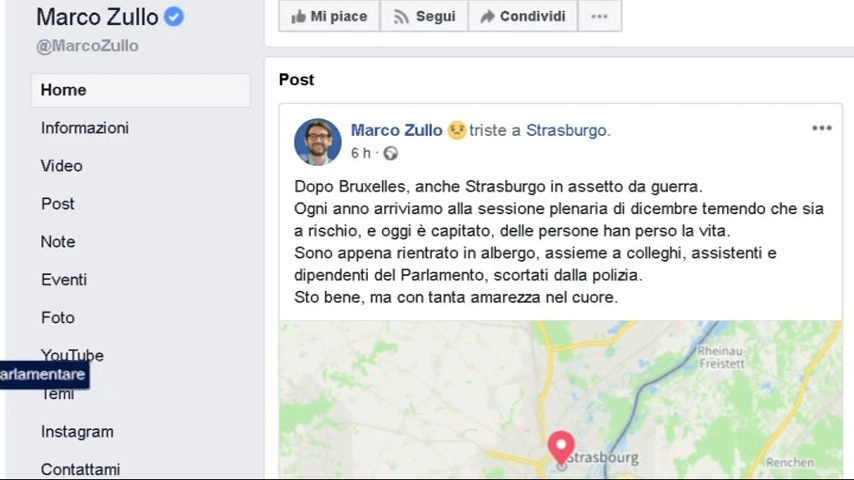 Marco Zullo
@MarcoZullo
Home
Informazioni
Video
Post
Note
Eventi
Foto
YouTube
arlamentare
Temi
Instagram
Contattami
Mi piace
Segui
Condividi
Post
Marco Zullo triste a Strasburgo.
6 h
Dopo Bruxelles, anche Strasburgo in assetto da guerra.
Ogni anno arriviamo alla sessione plenaria di dicembre temendo che sia
a rischio, e oggi è capitato, delle persone han perso la vita.
Sono appena rientrato in albergo, assieme a colleghi, assistenti e
dipendenti del Parlamento, scortati dalla polizia.
Sto bene, ma con tanta amarezza nel cuore.
Rheinau-
Freistett
Strasbourg
Renchen